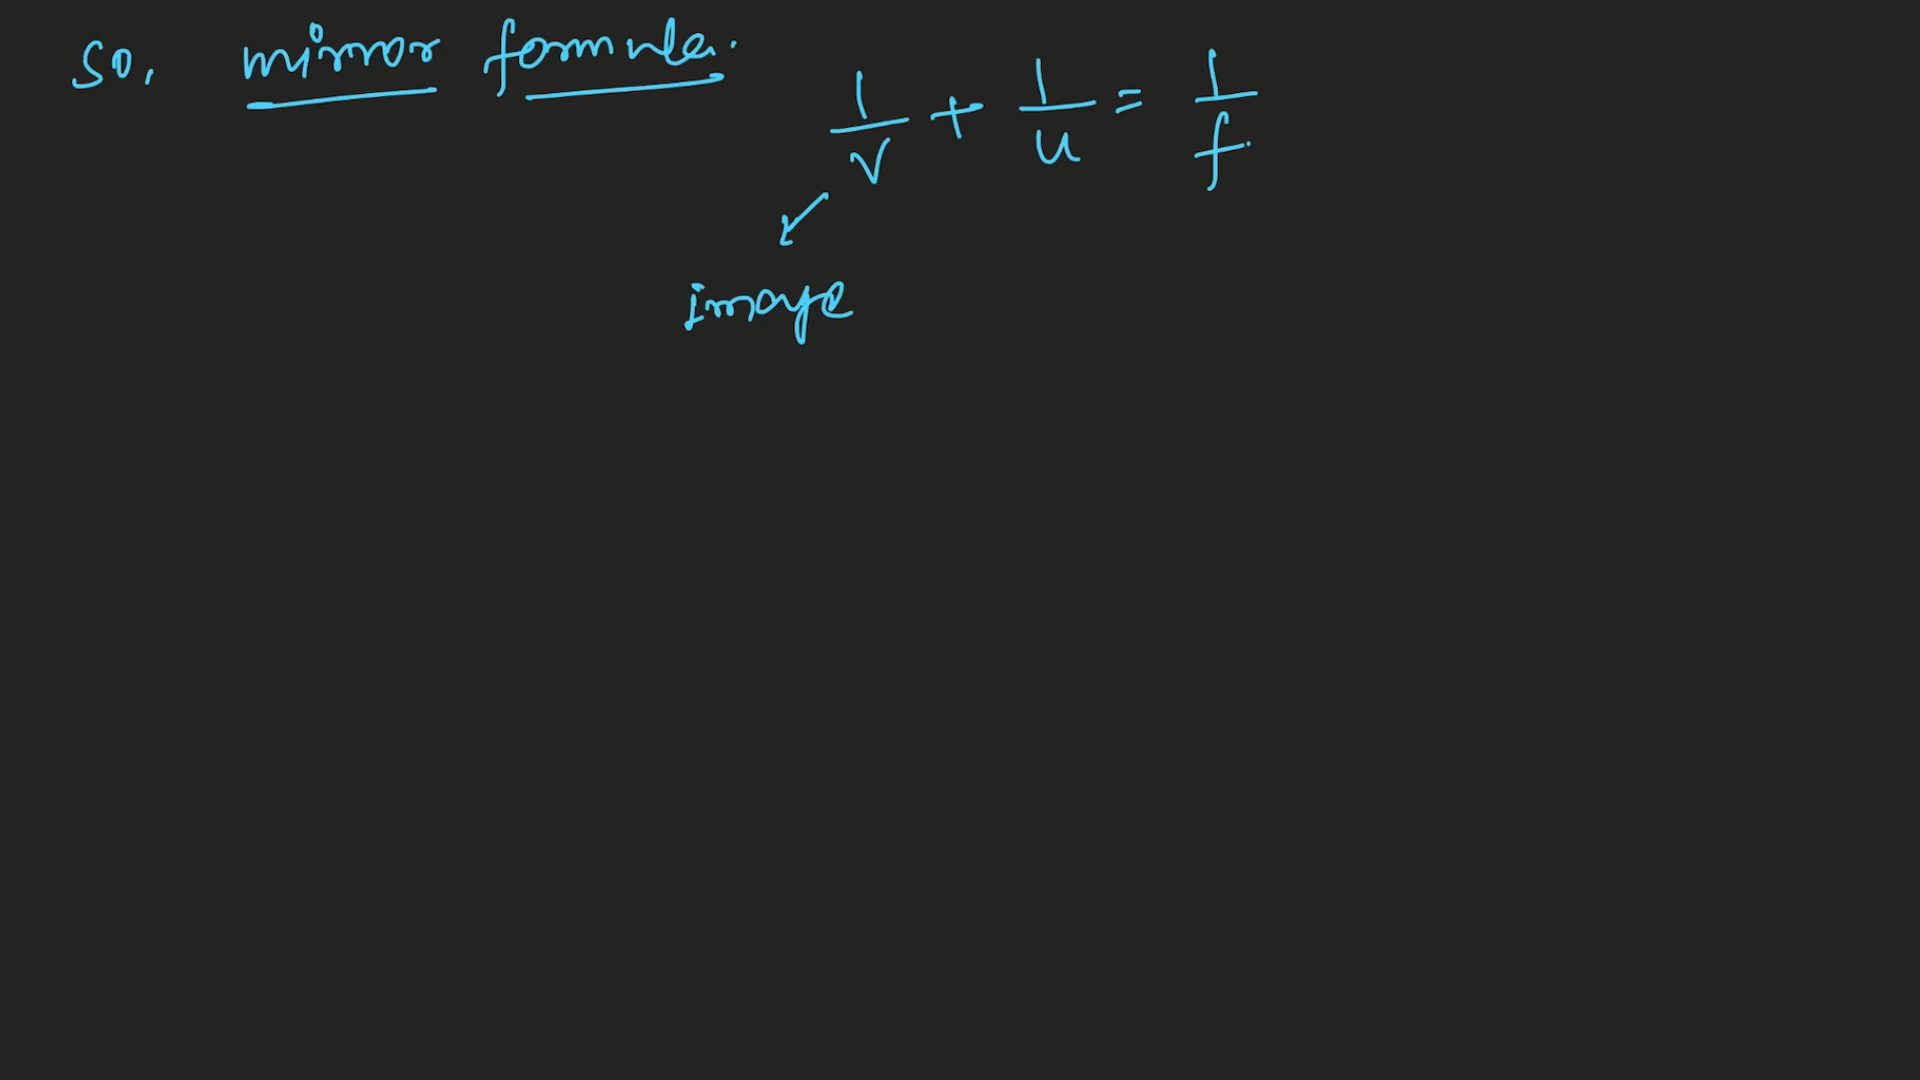 So, mirror formula.
1/v + 1/u = 1/f
image